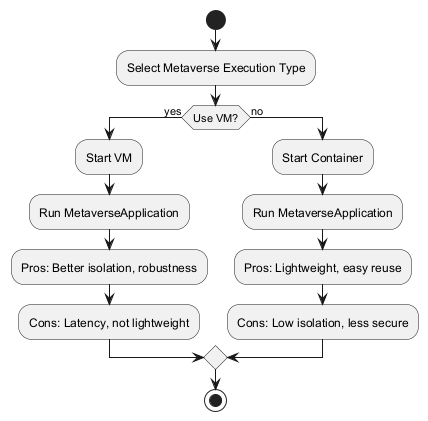 Select Metaverse Execution Type
Use VM?
yes
no
Start VM
Run MetaverseApplication
Pros: Better isolation, robustness
Cons: Latency, not lightweight
Start Container
Run MetaverseApplication
Pros: Lightweight, easy reuse
Cons: Low isolation, less secure